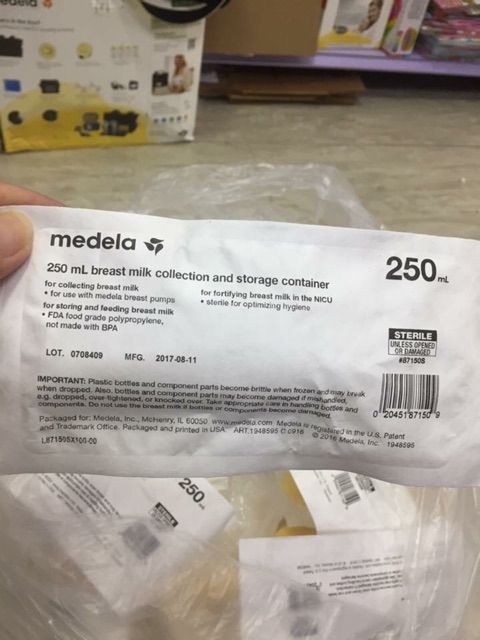 medela
250 mL
250 mL breast milk collection and storage container
for collecting breast milk
• for use with medela breast pumps
for storing and feeding breast milk
• FDA food grade polypropylene,
not made with BPA
for fortifying breast milk in the NICU
• sterile for optimizing hygiene
STERILE
UNLESS OPENED
OR DAMAGED
#87150S
LOT. 0708409 MFG. 2017-08-11
IMPORTANT: Plastic bottles and component parts become brittle when frozen and may break
when dropped. Also, bottles and component parts may become damaged if mishandled,
e.g. dropped, over-tightened, or knocked over. Take appropriate care in handling bottles and
components. Do not use the breast milk if bottles or components become damaged.
0 20451 87150 9
Packaged for: Medela, Inc., McHenry, IL 60050 www.medela.com Medela is registered in the U.S. Patent
and Trademark Office. Packaged and printed in USA. ART.1948595 C 0916 © 2016 Medela, Inc. 1948595
L87150SX100-00
250 mL
STERILE